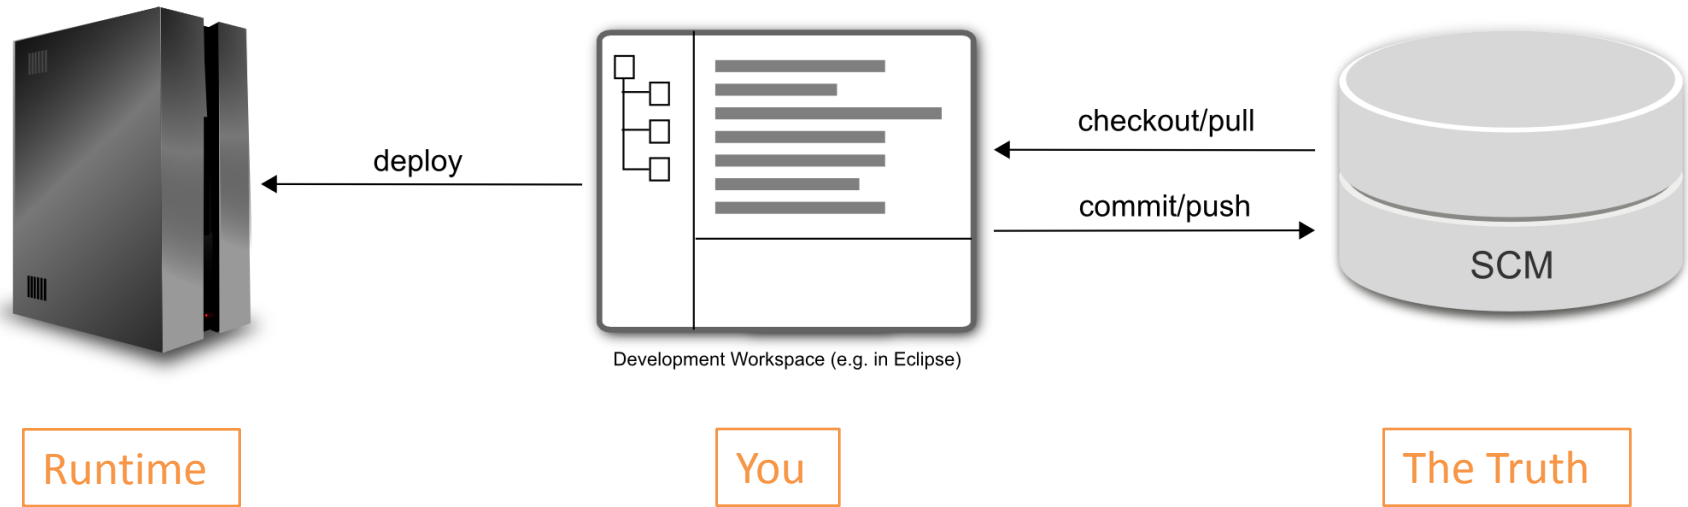 deploy
checkout/pull
commit/push
SCM
Development Workspace (e.g. in Eclipse)
Runtime
You
The Truth